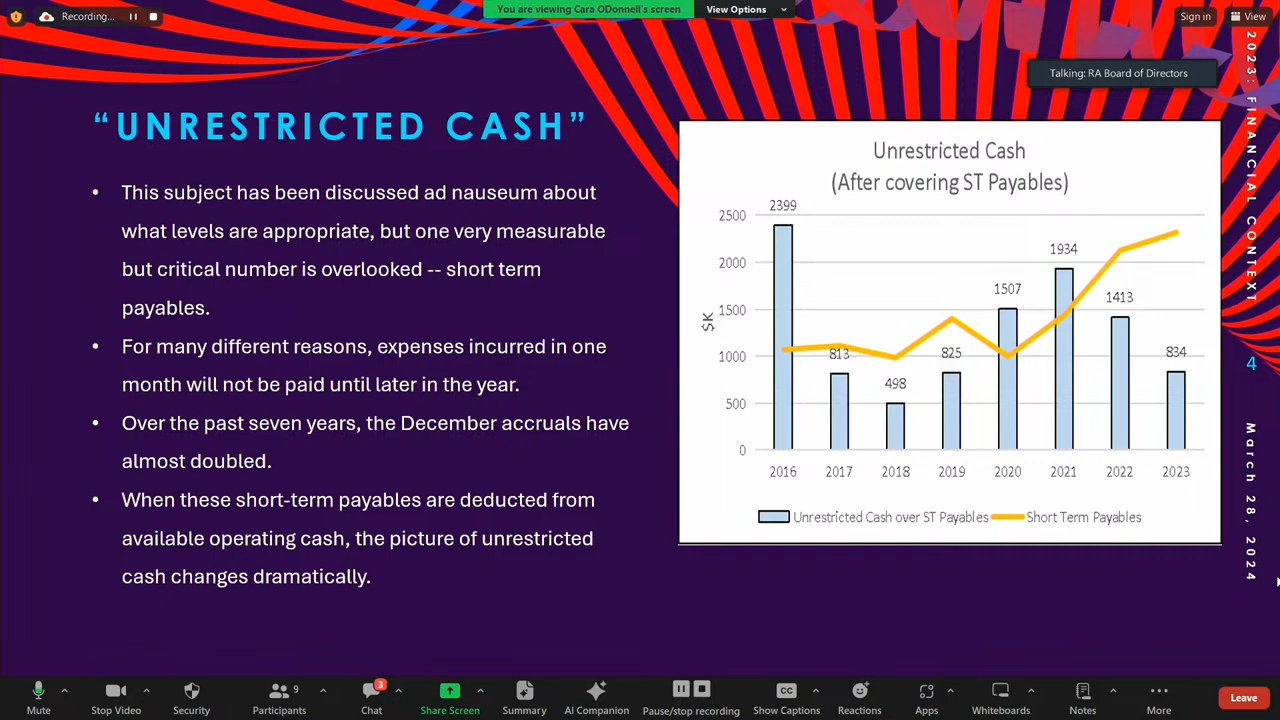 Recording...
You are viewing Cara ODonnell's screen
View Options
Sign in
View
Talking: RA Board of Directors
"UNRESTRICTED CASH"
• This subject has been discussed ad nauseum about
what levels are appropriate, but one very measurable
but critical number is overlooked -- short term
payables.
• For many different reasons, expenses incurred in one
month will not be paid until later in the year.
• Over the past seven years, the December accruals have
almost doubled.
• When these short-term payables are deducted from
available operating cash, the picture of unrestricted
cash changes dramatically.
Unrestricted Cash
(After covering ST Payables)
$K
2500
2000
1500
1000
500
0
2399
813
498
825
1507
1934
1413
834
2016 2017 2018 2019 2020 2021 2022 2023
Unrestricted Cash over ST Payables Short Term Payables
2023: FINANCIAL CONTEXT
4
March 28, 2024
Mute
Stop Video
Security
9
Participants
3
Chat
Share Screen
Summary
AI Companion
Pause/stop recording
CC
Show Captions
Reactions
Apps
Whiteboards
Notes
More
Leave